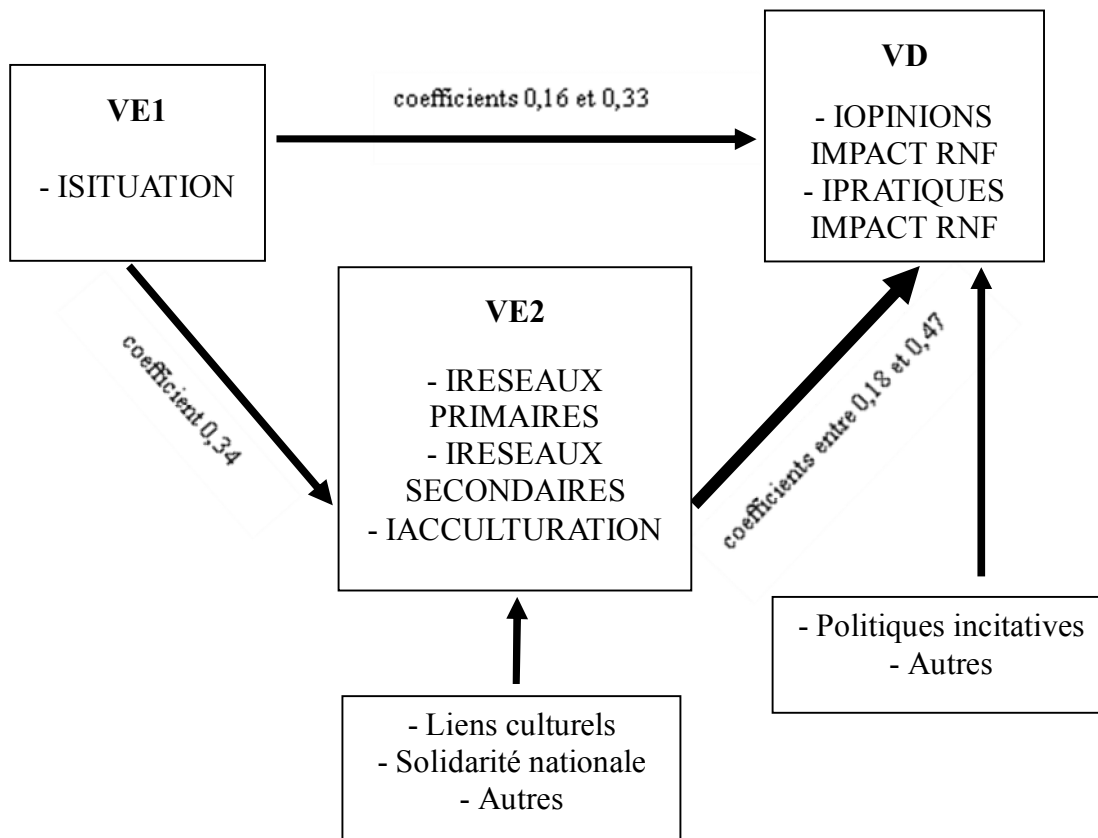 VE1
- ISITUATION
coefficients 0,16 et 0,33
VD
- IOPINIONS
IMPACT RNF
- IPRATIQUES
IMPACT RNF
coefficient 0,34
VE2
- IRESEAUX
PRIMAIRES
- IRESEAUX
SECONDAIRES
- IACCULTURATION
coefficients entre 0,18 et 0,47
- Politiques incitatives
- Autres
- Liens culturels
- Solidarité nationale
- Autres